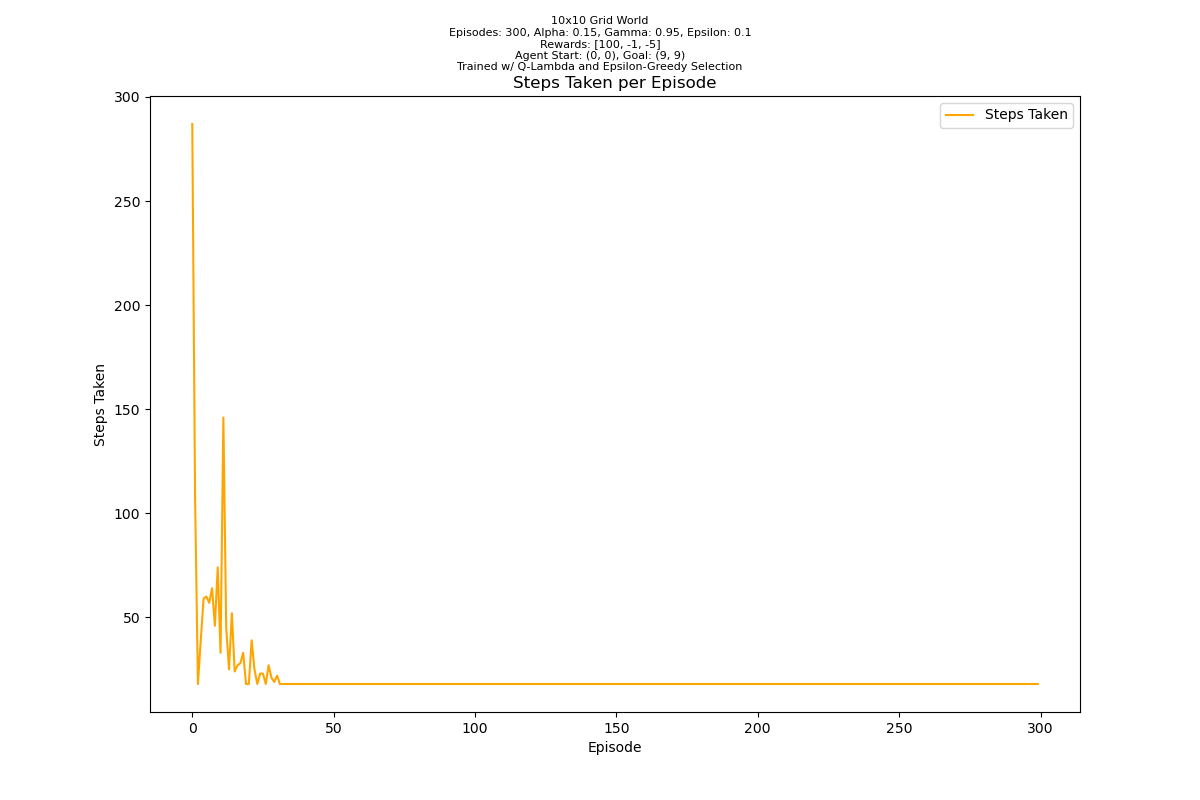 10x10 Grid World
Episodes: 300, Alpha: 0.15, Gamma: 0.95, Epsilon: 0.1
Rewards: [100, -1, -5]
Agent Start: (0, 0), Goal: (9, 9)
Trained w/ Q-Lambda and Epsilon-Greedy Selection
Steps Taken per Episode
Steps Taken
300
250
200
150
100
50
Steps Taken
0 50 100 150 200 250 300
Episode